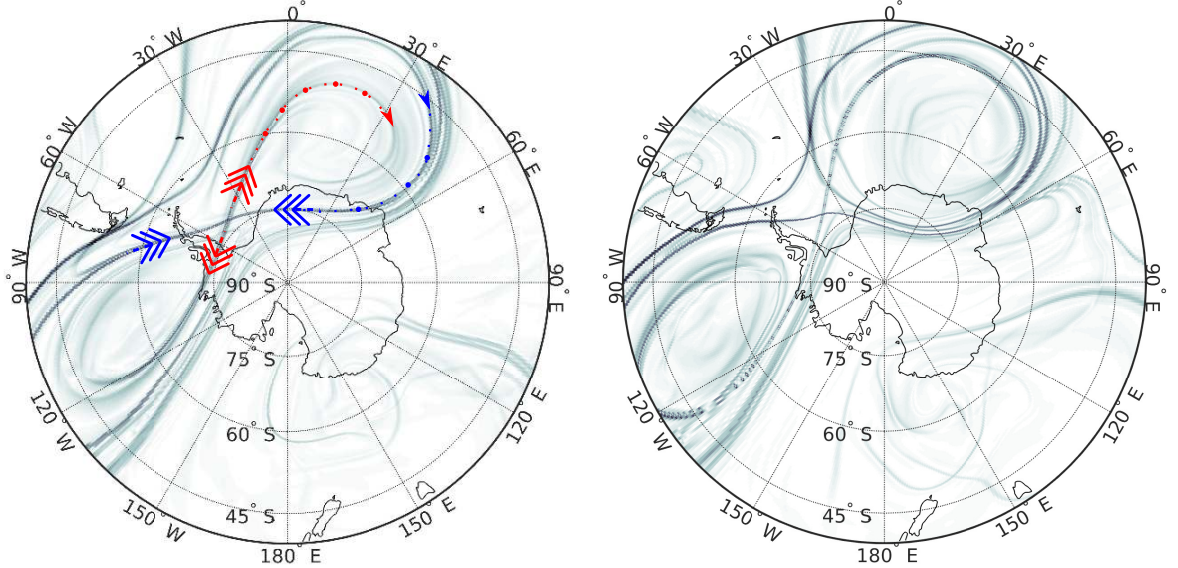 0° 0°
30° W 30° E 30° W 30° E
60° W 60° E 60° W 60° E
90° W 90° S 90° E 90° W 90° S 90° E
75° S 75° S
120° W 60° S 120° E 120° W 60° S 120° E
150° W 45° S 150° E 150° W 45° S 150° E
180° E 180° E